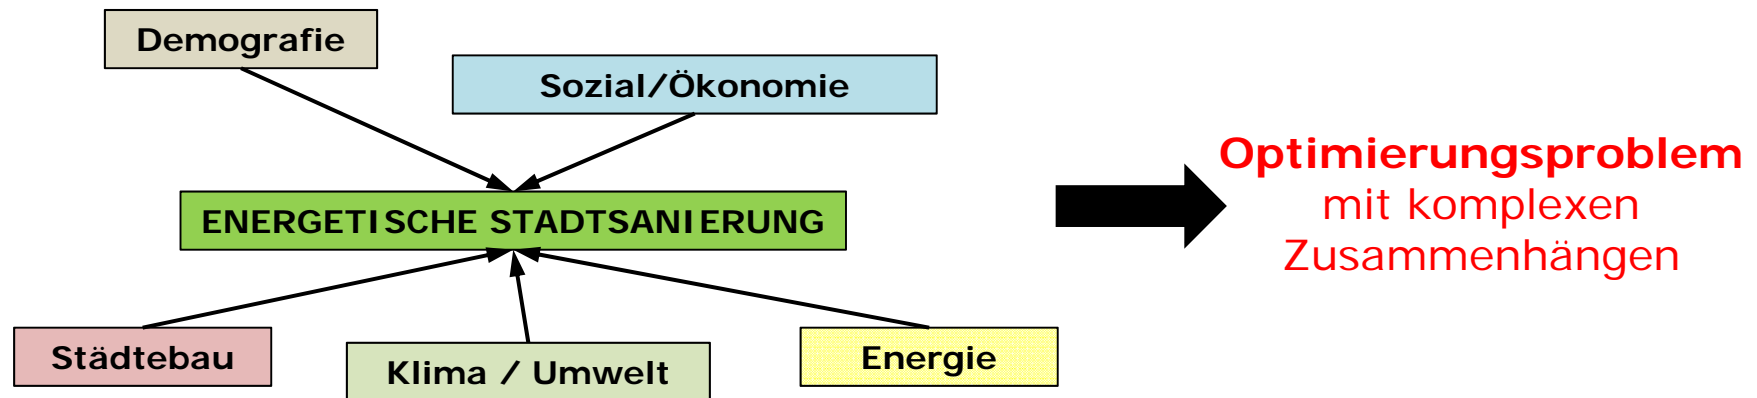 Demografie
Sozial/Ökonomie
ENERGETISCHE STADTSANIERUNG
Städtebau
Klima / Umwelt
Energie
Optimierungsproblem
mit komplexen
Zusammenhängen